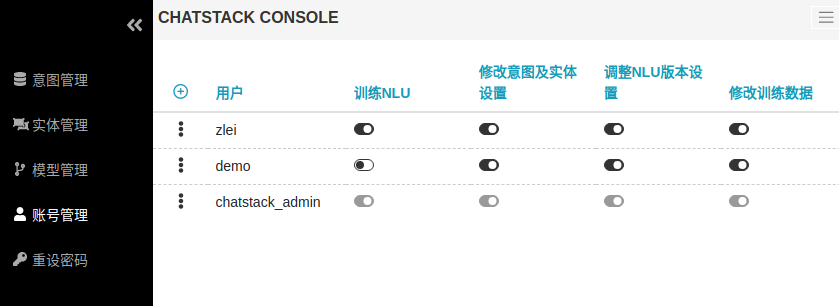 CHATSTACK CONSOLE
意图管理
实体管理
模型管理
账号管理
重设密码
用户
训练NLU
修改意图及实体
设置
调整NLU版本设
置
修改训练数据
zlei
demo
chatstack_admin